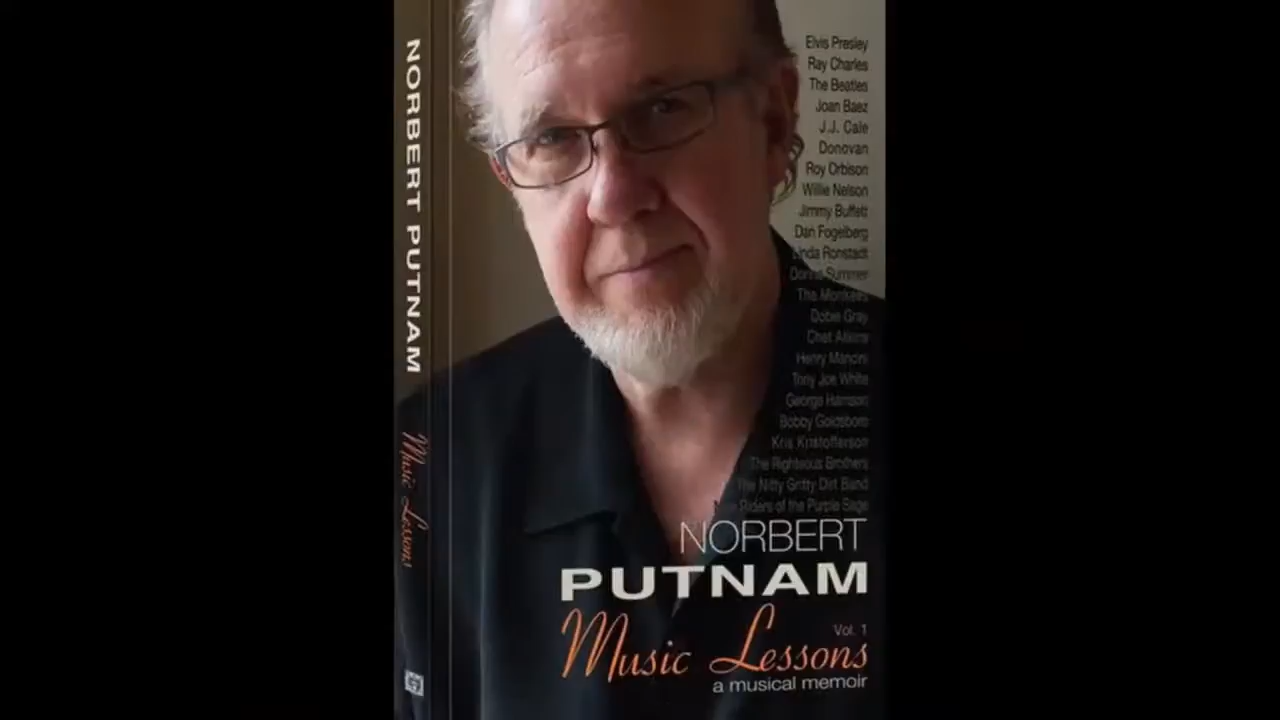 NORBERT PUTNAM
Music Lessons
Elvis Presley
Ray Charles
The Beatles
Joan Baez
J.J. Cale
Donovan
Roy Orbison
Willie Nelson
Jimmy Buffett
Dan Fogelberg
Linda Ronstadt
Donna Summer
The Monkees
Dobie Gray
Chet Atkins
Henry Mancini
Tony Joe White
George Harrison
Bobby Goldsboro
Kris Kristofferson
The Righteous Brothers
The Nitty Gritty Dirt Band
Riders of the Purple Sage
NORBERT
PUTNAM
Vol. 1
Music Lessons
a musical memoir